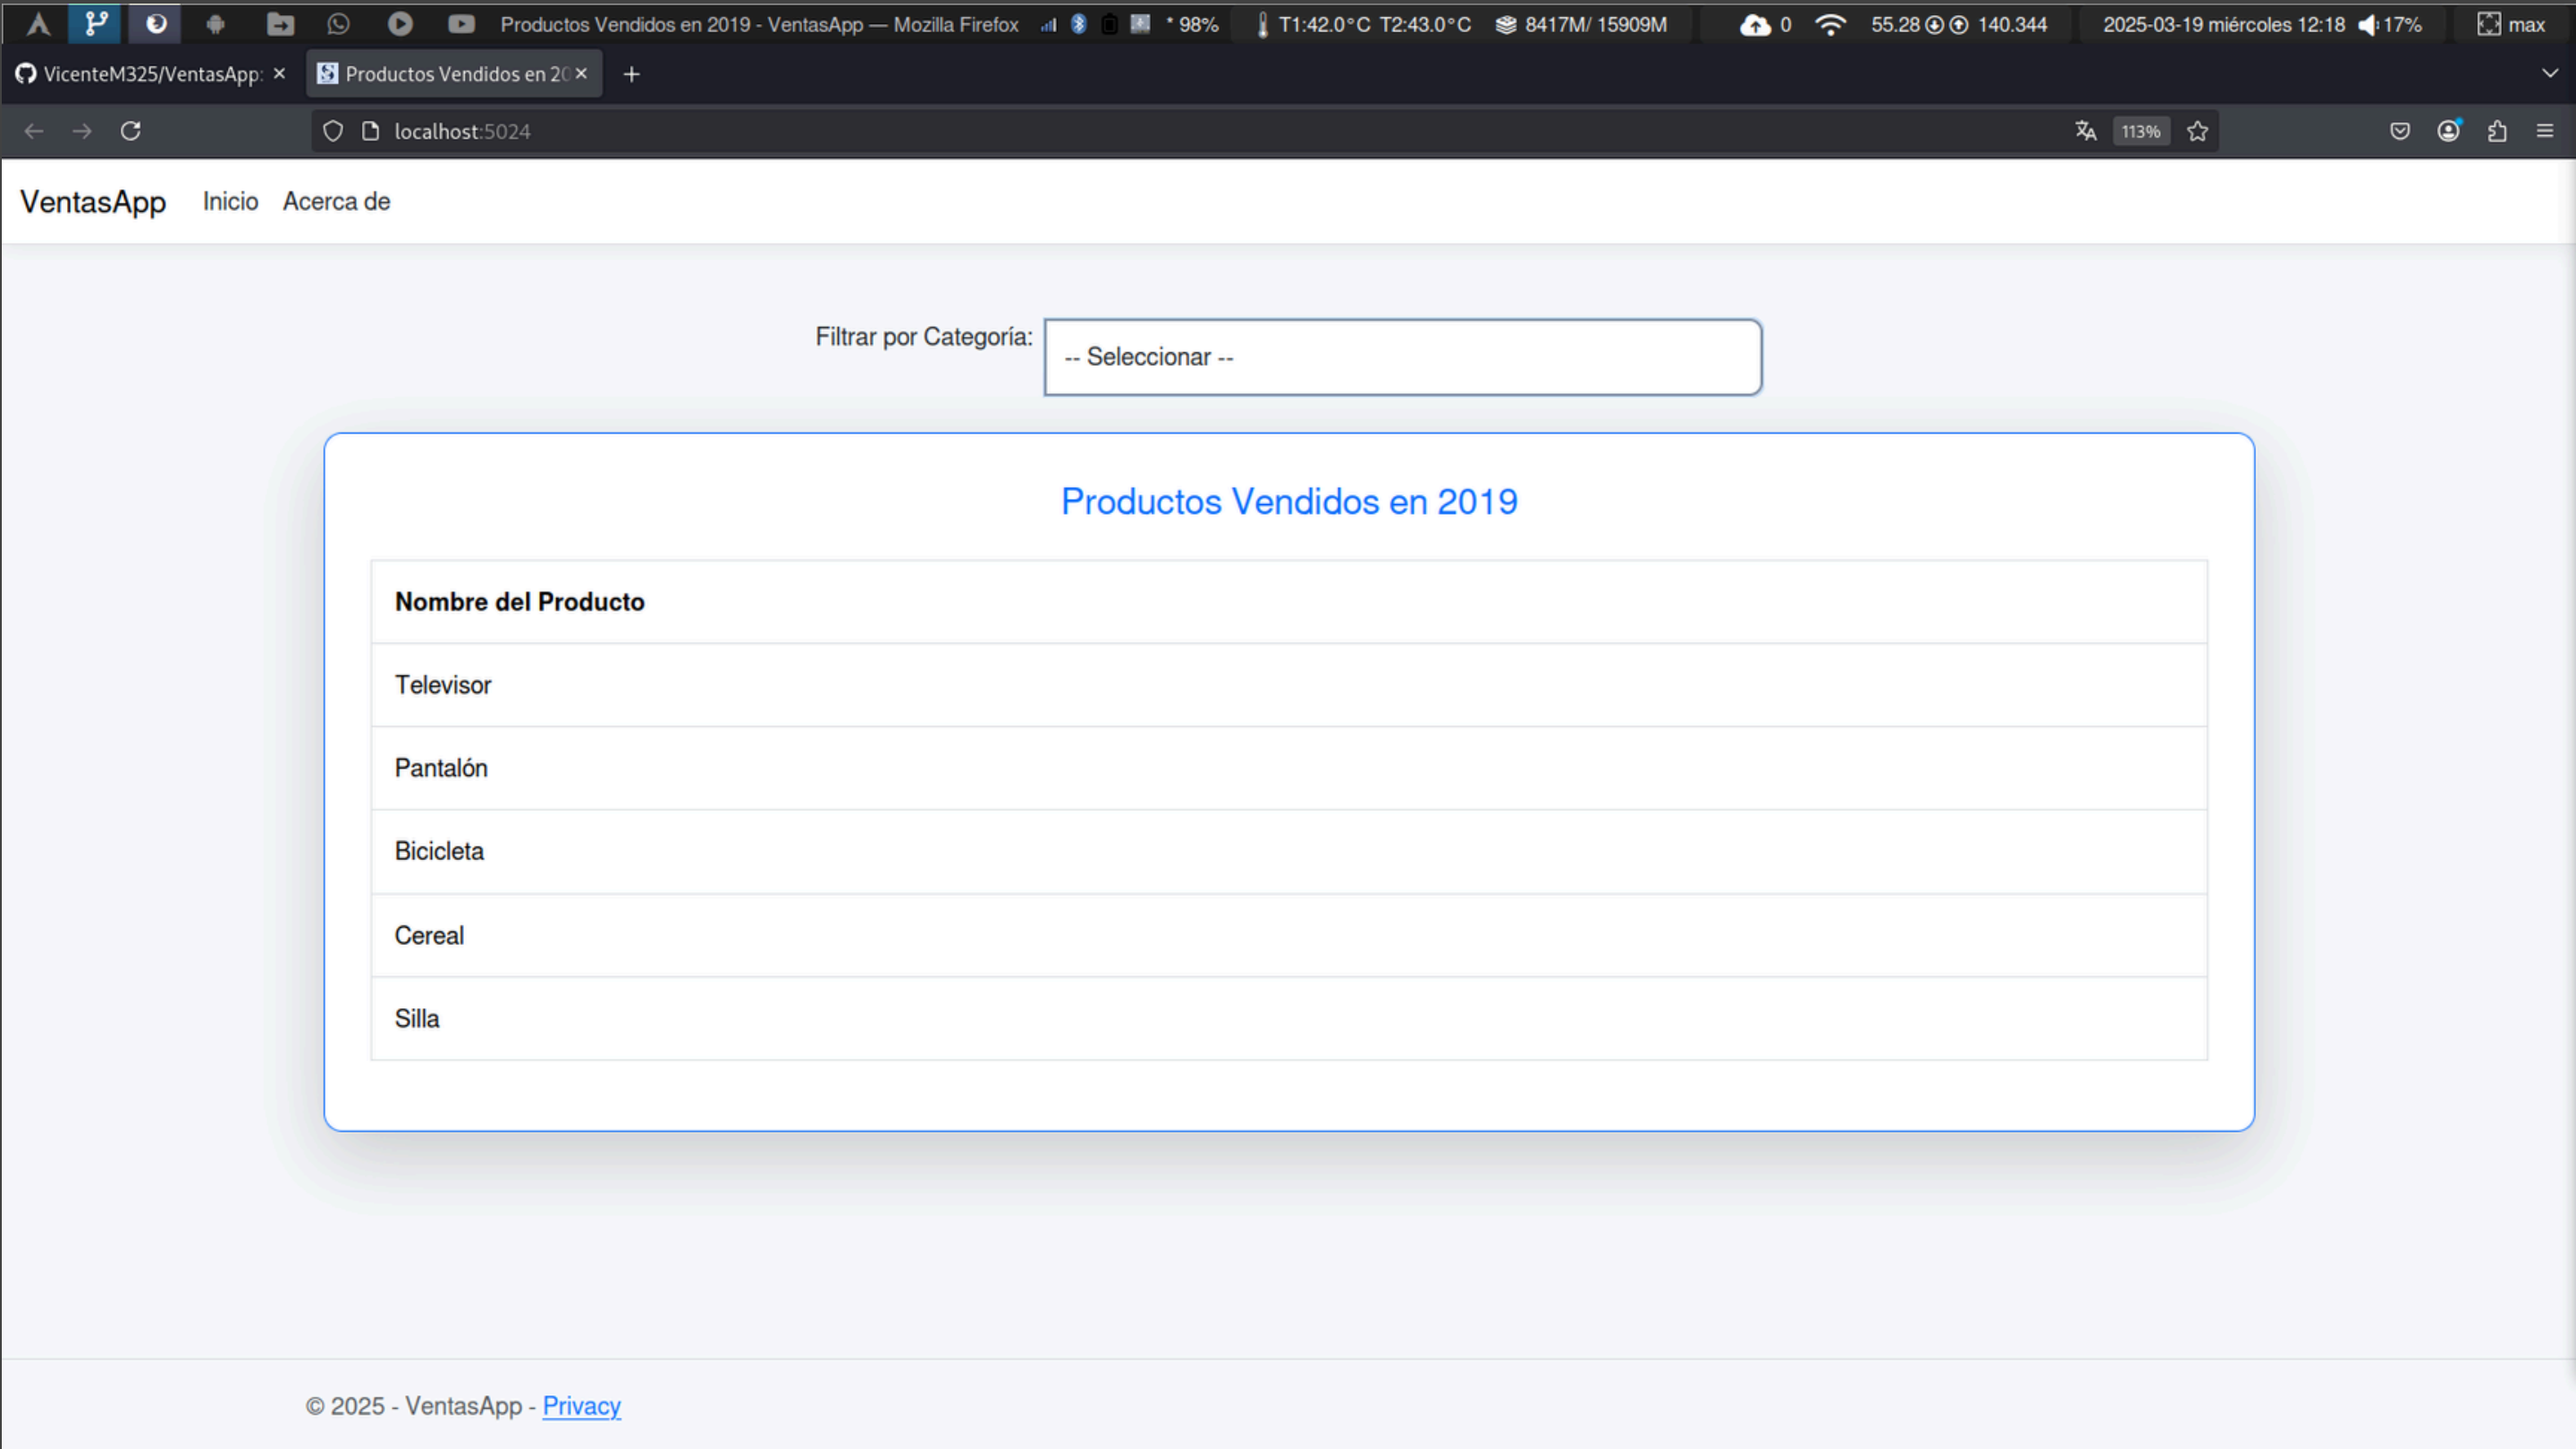 Productos Vendidos en 2019 - VentasApp — Mozilla Firefox * 98% T1:42.0°C T2:43.0°C 8417M/ 15909M 0 55.28 140.344 2025-03-19 miércoles 12:18 17% max
VicenteM325/VentasApp: Productos Vendidos en 20
localhost:5024 113%
VentasApp Inicio Acerca de
Filtrar por Categoría: -- Seleccionar --
Productos Vendidos en 2019
Nombre del Producto
Televisor
Pantalón
Bicicleta
Cereal
Silla
© 2025 - VentasApp - Privacy